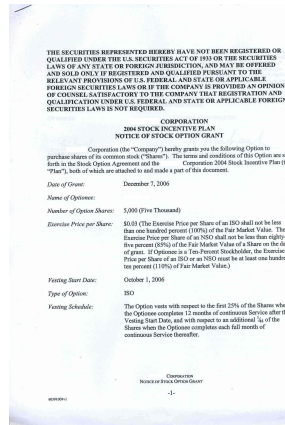 THE SECURITIES REPRESENTED HEREBY HAVE NOT BEEN REGISTERED OR
QUALIFIED UNDER THE U.S. SECURITIES ACT OF 1933 OR THE SECURITIES
LAWS OF ANY STATE OR FOREIGN JURISDICTION, AND MAY BE OFFERED
AND SOLD ONLY IF REGISTERED AND QUALIFIED PURSUANT TO THE
RELEVANT PROVISIONS OF U.S. FEDERAL AND STATE OR APPLICABLE
FOREIGN SECURITIES LAWS OR IF THE COMPANY IS PROVIDED AN OPINION
OF COUNSEL SATISFACTORY TO THE COMPANY THAT REGISTRATION AND
QUALIFICATION UNDER U.S. FEDERAL AND STATE OR APPLICABLE FOREIGN
SECURITIES LAWS IS NOT REQUIRED.
CORPORATION
2004 STOCK INCENTIVE PLAN
NOTICE OF STOCK OPTION GRANT
Corporation (the "Company") hereby grants you the following Option to
purchase shares of its common stock ("Shares"). The terms and conditions of this Option are s
forth in the Stock Option Agreement and the Corporation 2004 Stock Incentive Plan (t
"Plan"), both of which are attached to and made a part of this document.
Date of Grant: December 7, 2006
Name of Optionee:
Number of Option Shares: 5,000 (Five Thousand)
Exercise Price per Share: $0.03 (The Exercise Price per Share of an ISO shall not be less
than one hundred percent (100%) of the Fair Market Value. The
Exercise Price per Share of an NSO shall not be less than eighty-
five percent (85%) of the Fair Market Value of a Share on the da
of grant. If Optionee is a Ten-Percent Stockholder, the Exercise
Price per Share of an ISO or an NSO must be at least one hundre
ten percent (110%) of Fair Market Value.)
Vesting Start Date: October 1, 2006
Type of Option: ISO
Vesting Schedule: The Option vests with respect to the first 25% of the Shares whe
the Optionee completes 12 months of continuous Service after th
Vesting Start Date, and with respect to an additional 1/48 of the
Shares when the Optionee completes each full month of
continuous Service thereafter.
CORPORATION
NOTICE OF STOCK OPTION GRANT
-1-